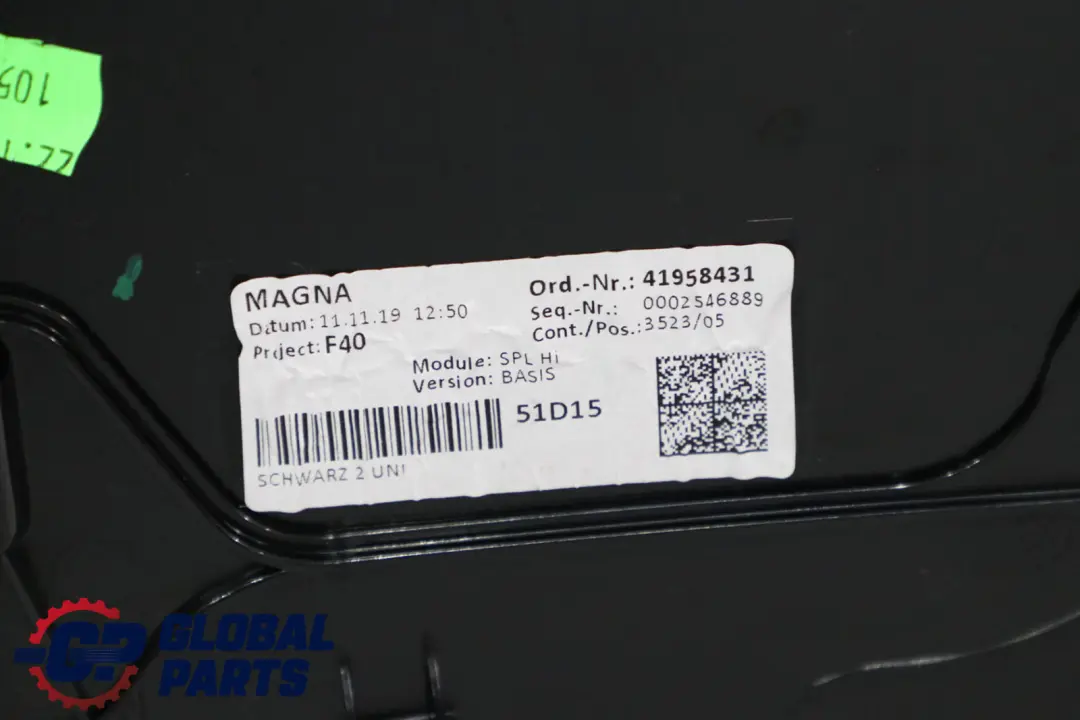 MAGNA
Datum: 11.11.19 12:50
Project: F40
Ord.-Nr.: 41958431
Seq.-Nr.: 0002546889
Cont./Pos.: 3523/05
Module: SPL Hi
Version: BASIS
51D15
SCHWARZ 2 UNI
GP GLOBAL
PARTS